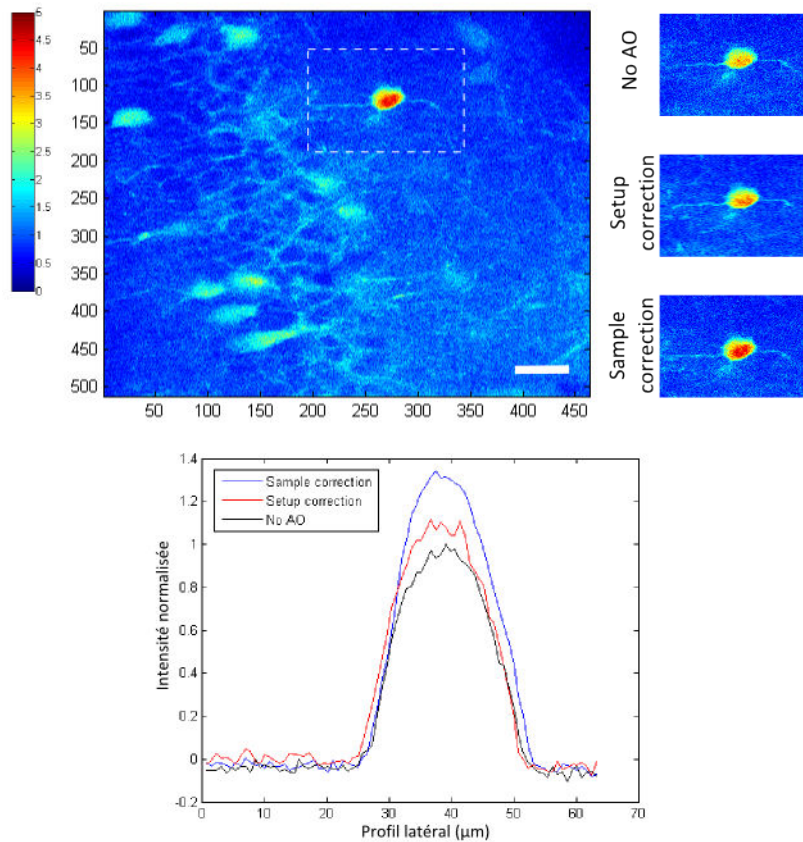 5
4.5
4
3.5
3
2.5
2
1.5
1
0.5
0
50
100
150
200
250
300
350
400
450
500
50 100 150 200 250 300 350 400 450
No AO
Setup
correction
Sample
correction
1.4
1.2
1
0.8
0.6
0.4
0.2
0
-0.2
Intensité normalisée
Sample correction
Setup correction
No AO
0 10 20 30 40 50 60 70
Profil latéral (µm)